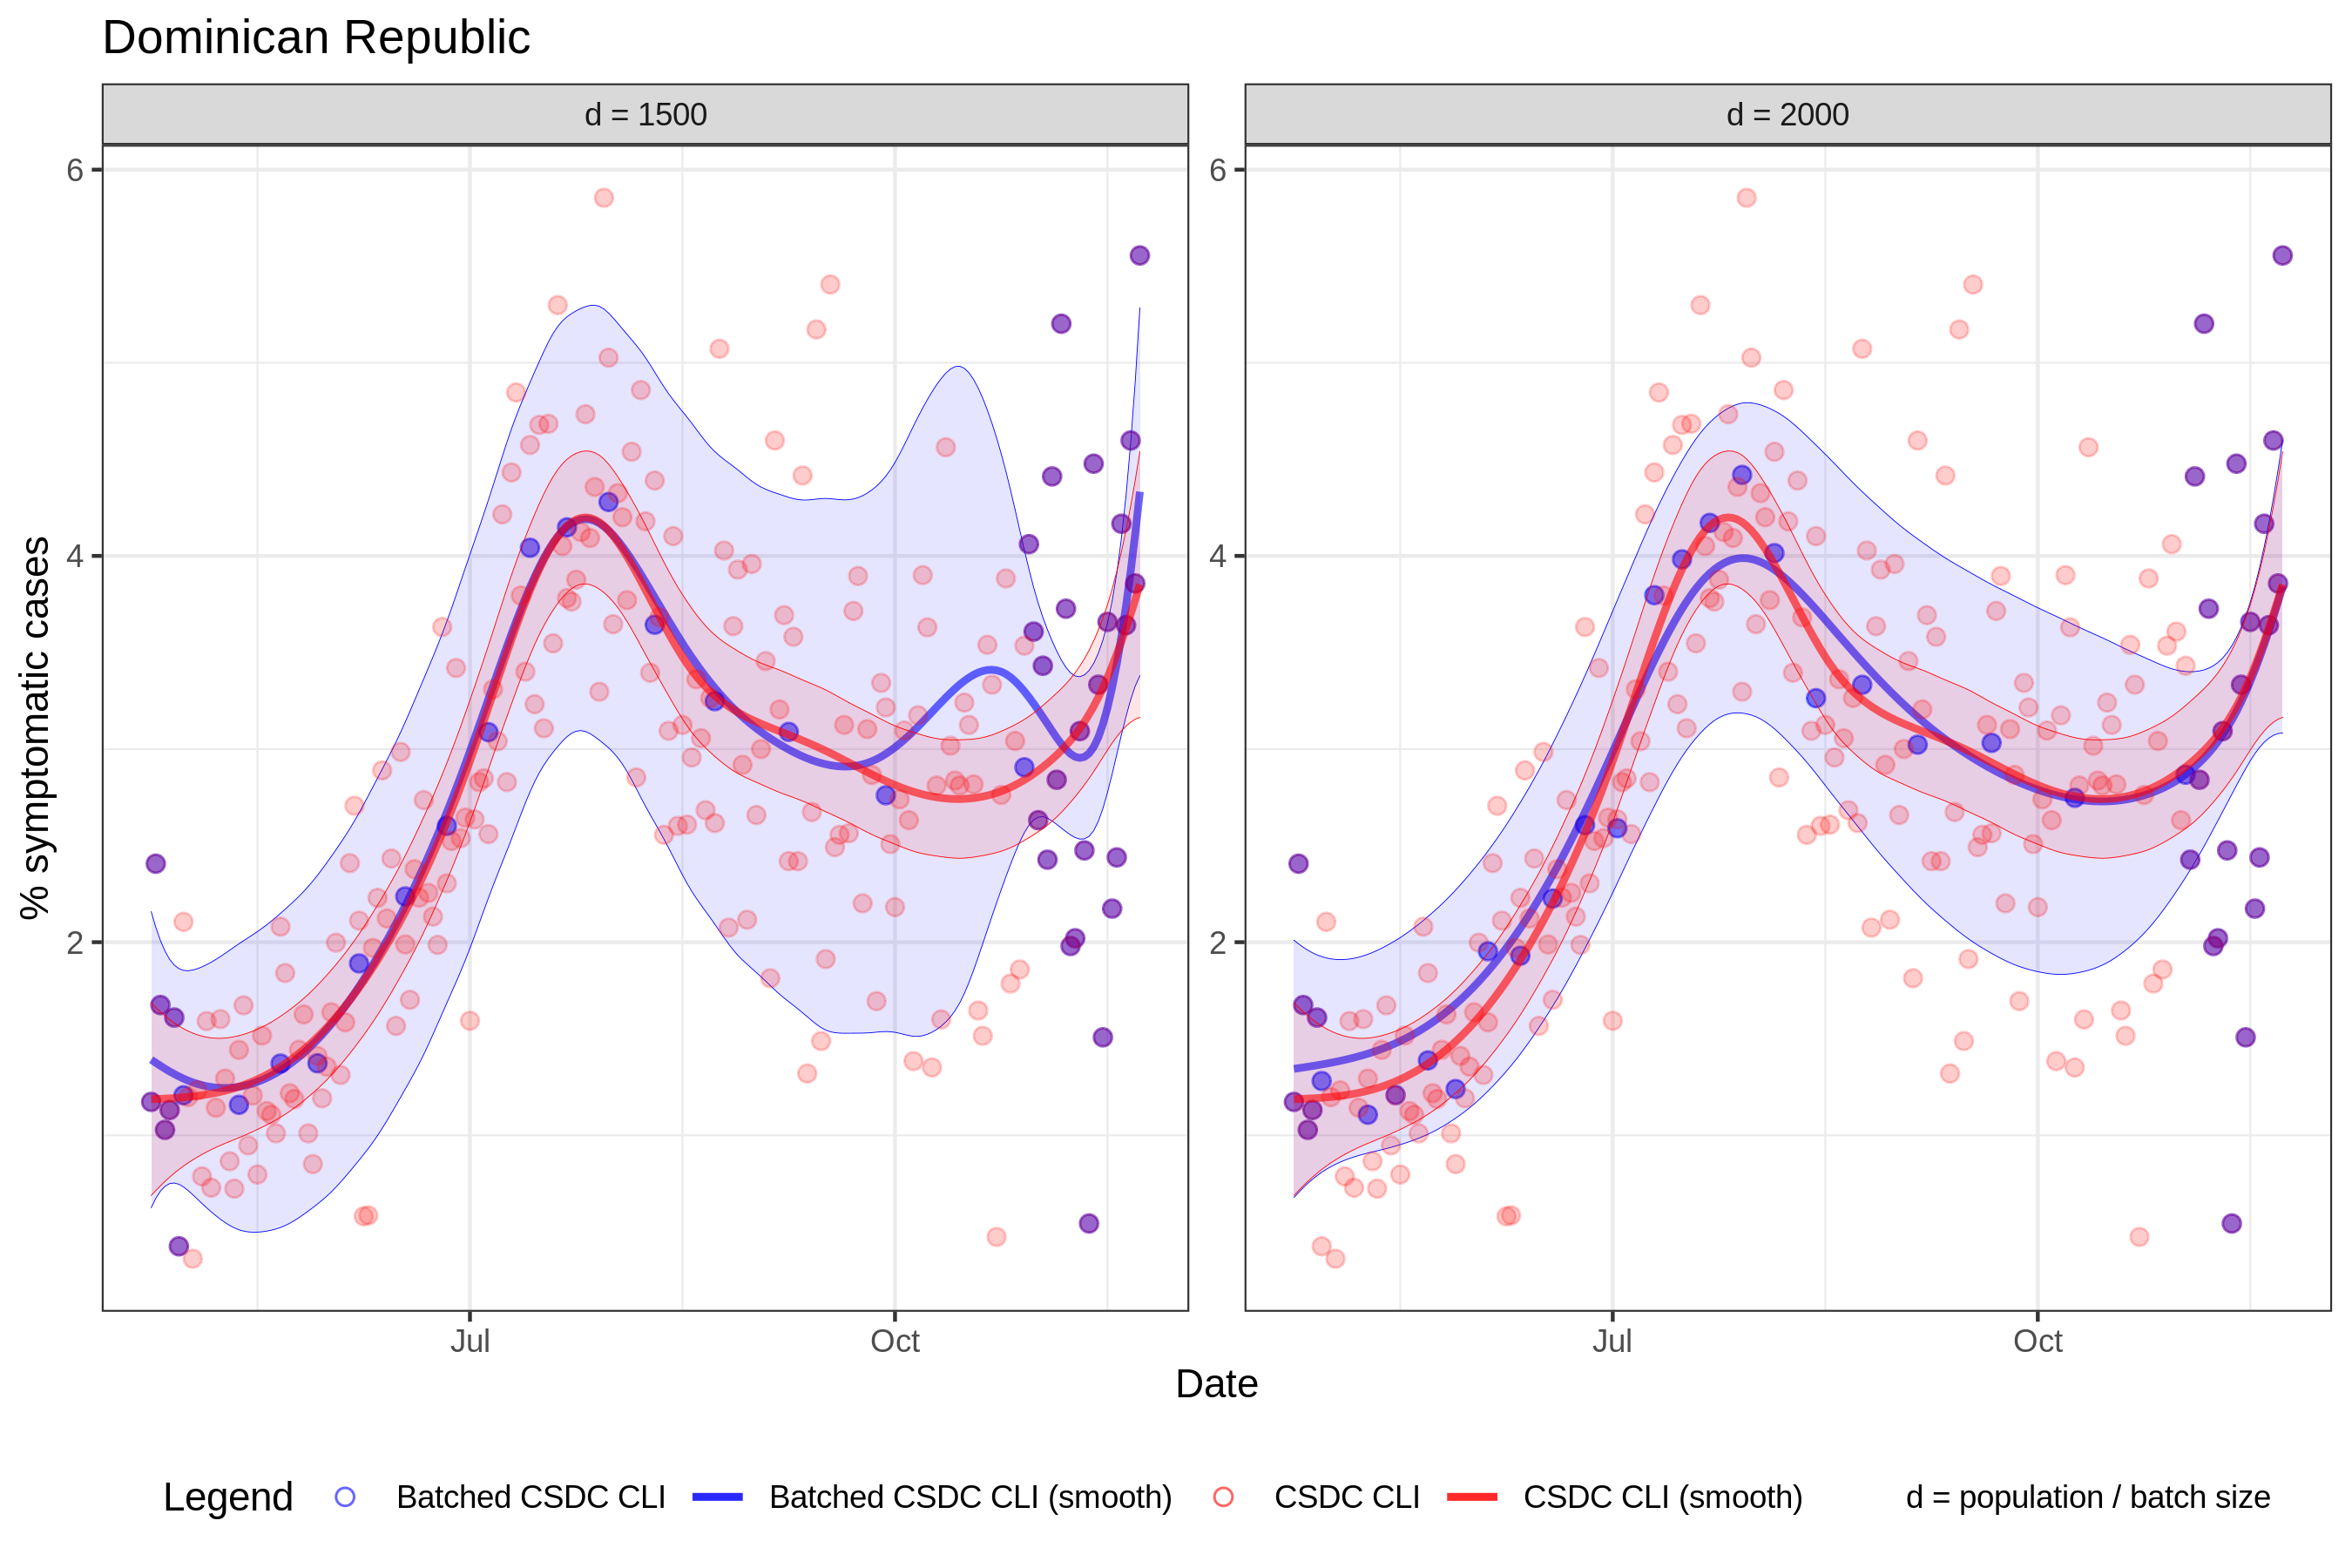 Dominican Republic
d = 1500
d = 2000
% symptomatic cases
6
4
2
6
4
2
Jul
Oct
Jul
Oct
Date
Legend
Batched CSDC CLI
Batched CSDC CLI (smooth)
CSDC CLI
CSDC CLI (smooth)
d = population / batch size